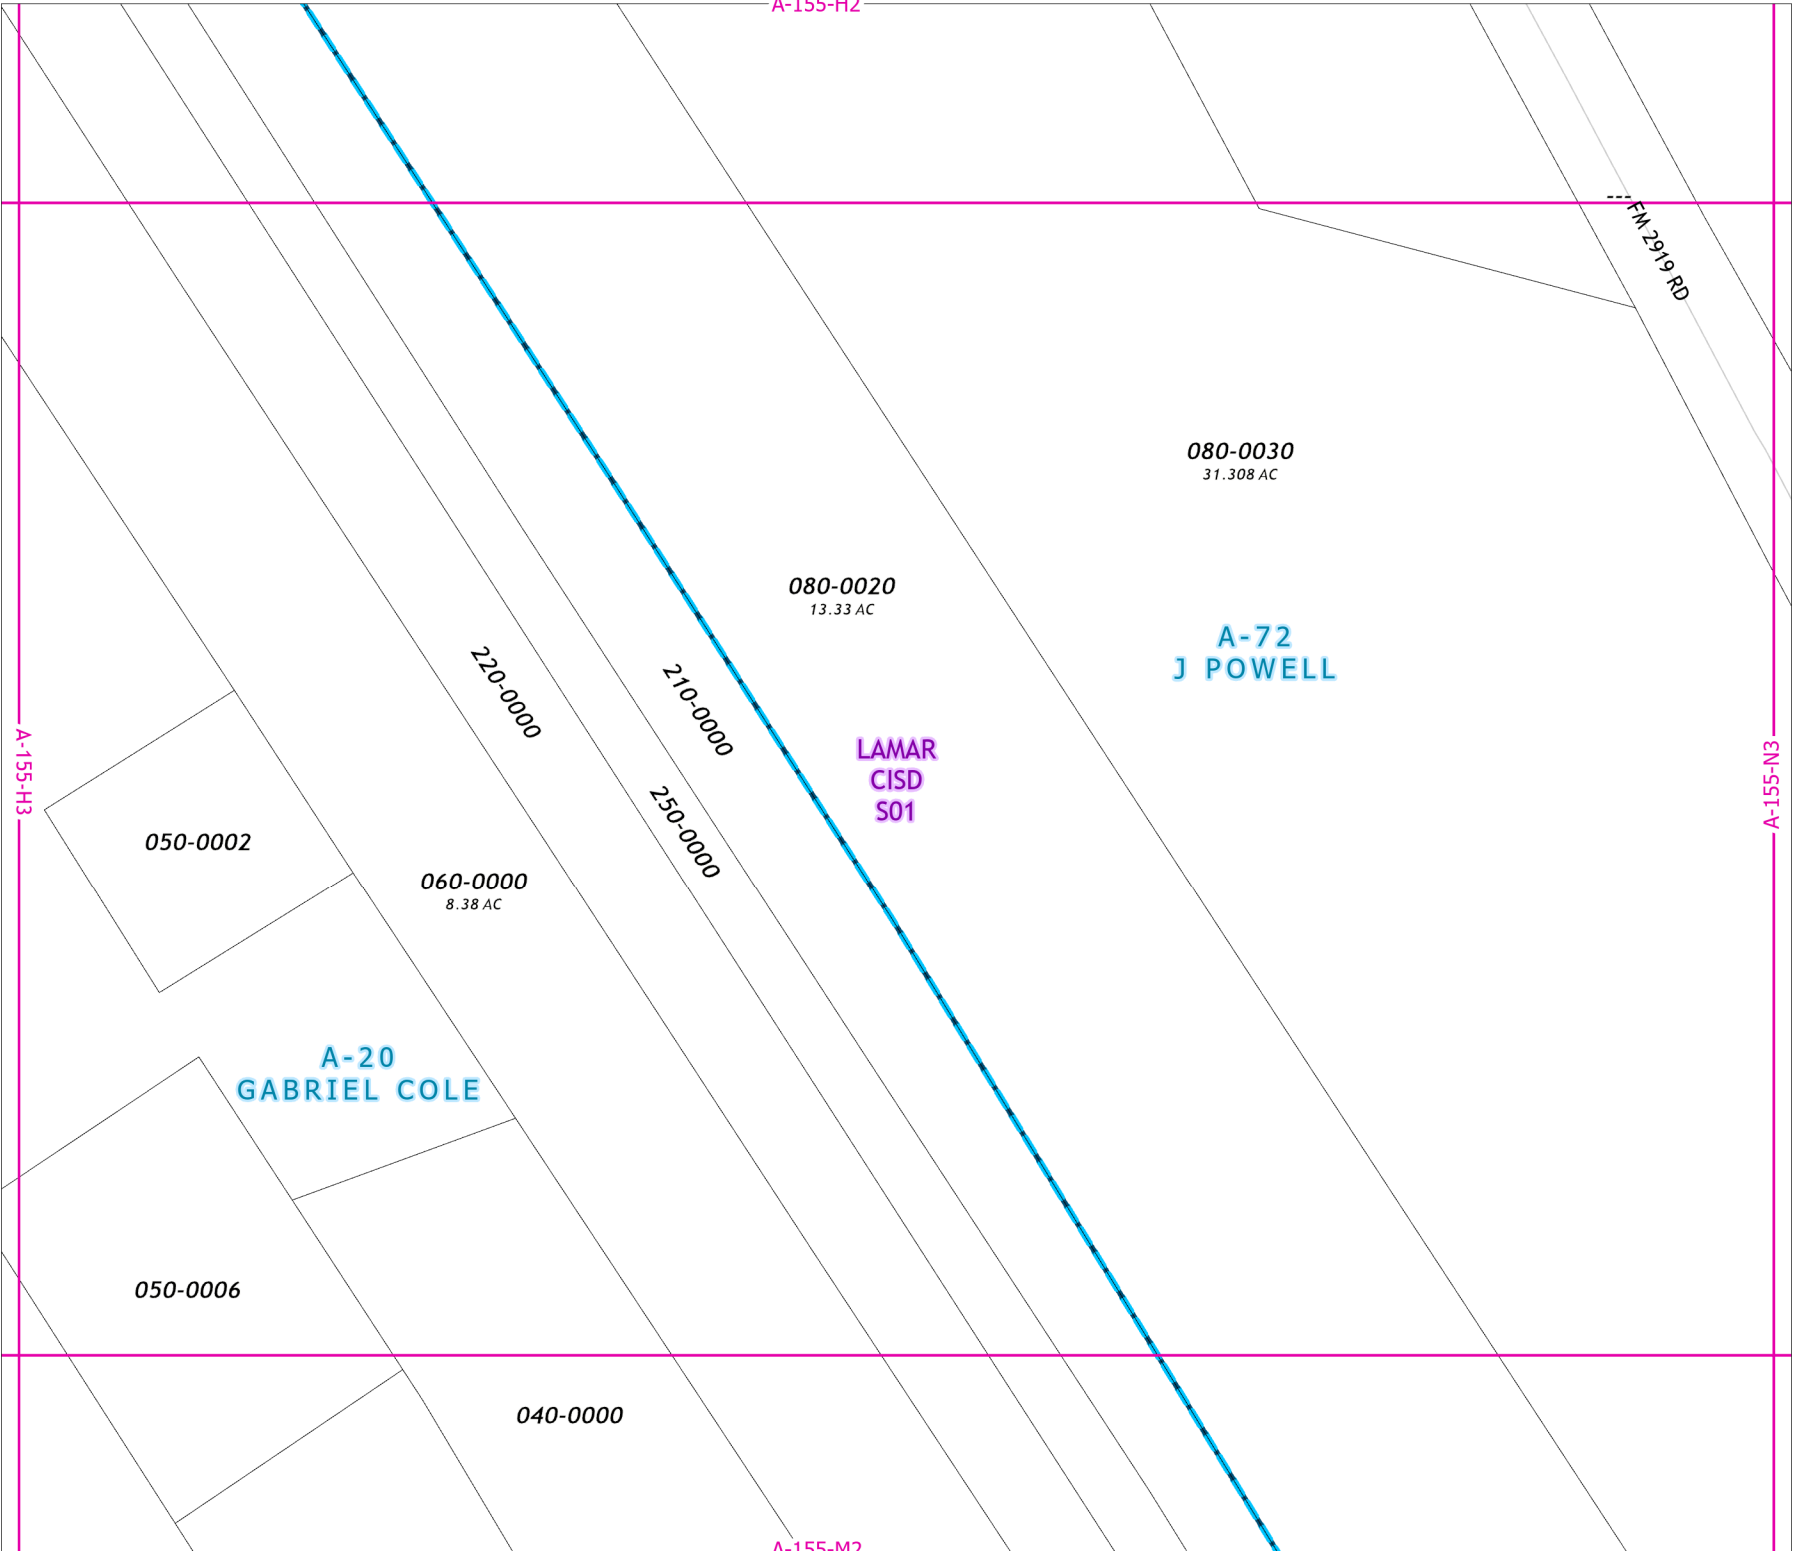 A-155-H2
--- FM 2919 RD
080-0030
31.308 AC
080-0020
13.33 AC
A-72
J POWELL
220-0000
210-0000
LAMAR
CISD
S01
A-155-H3
A-155-N3
250-0000
050-0002
060-0000
8.38 AC
A-20
GABRIEL COLE
050-0006
040-0000
A-155-M2